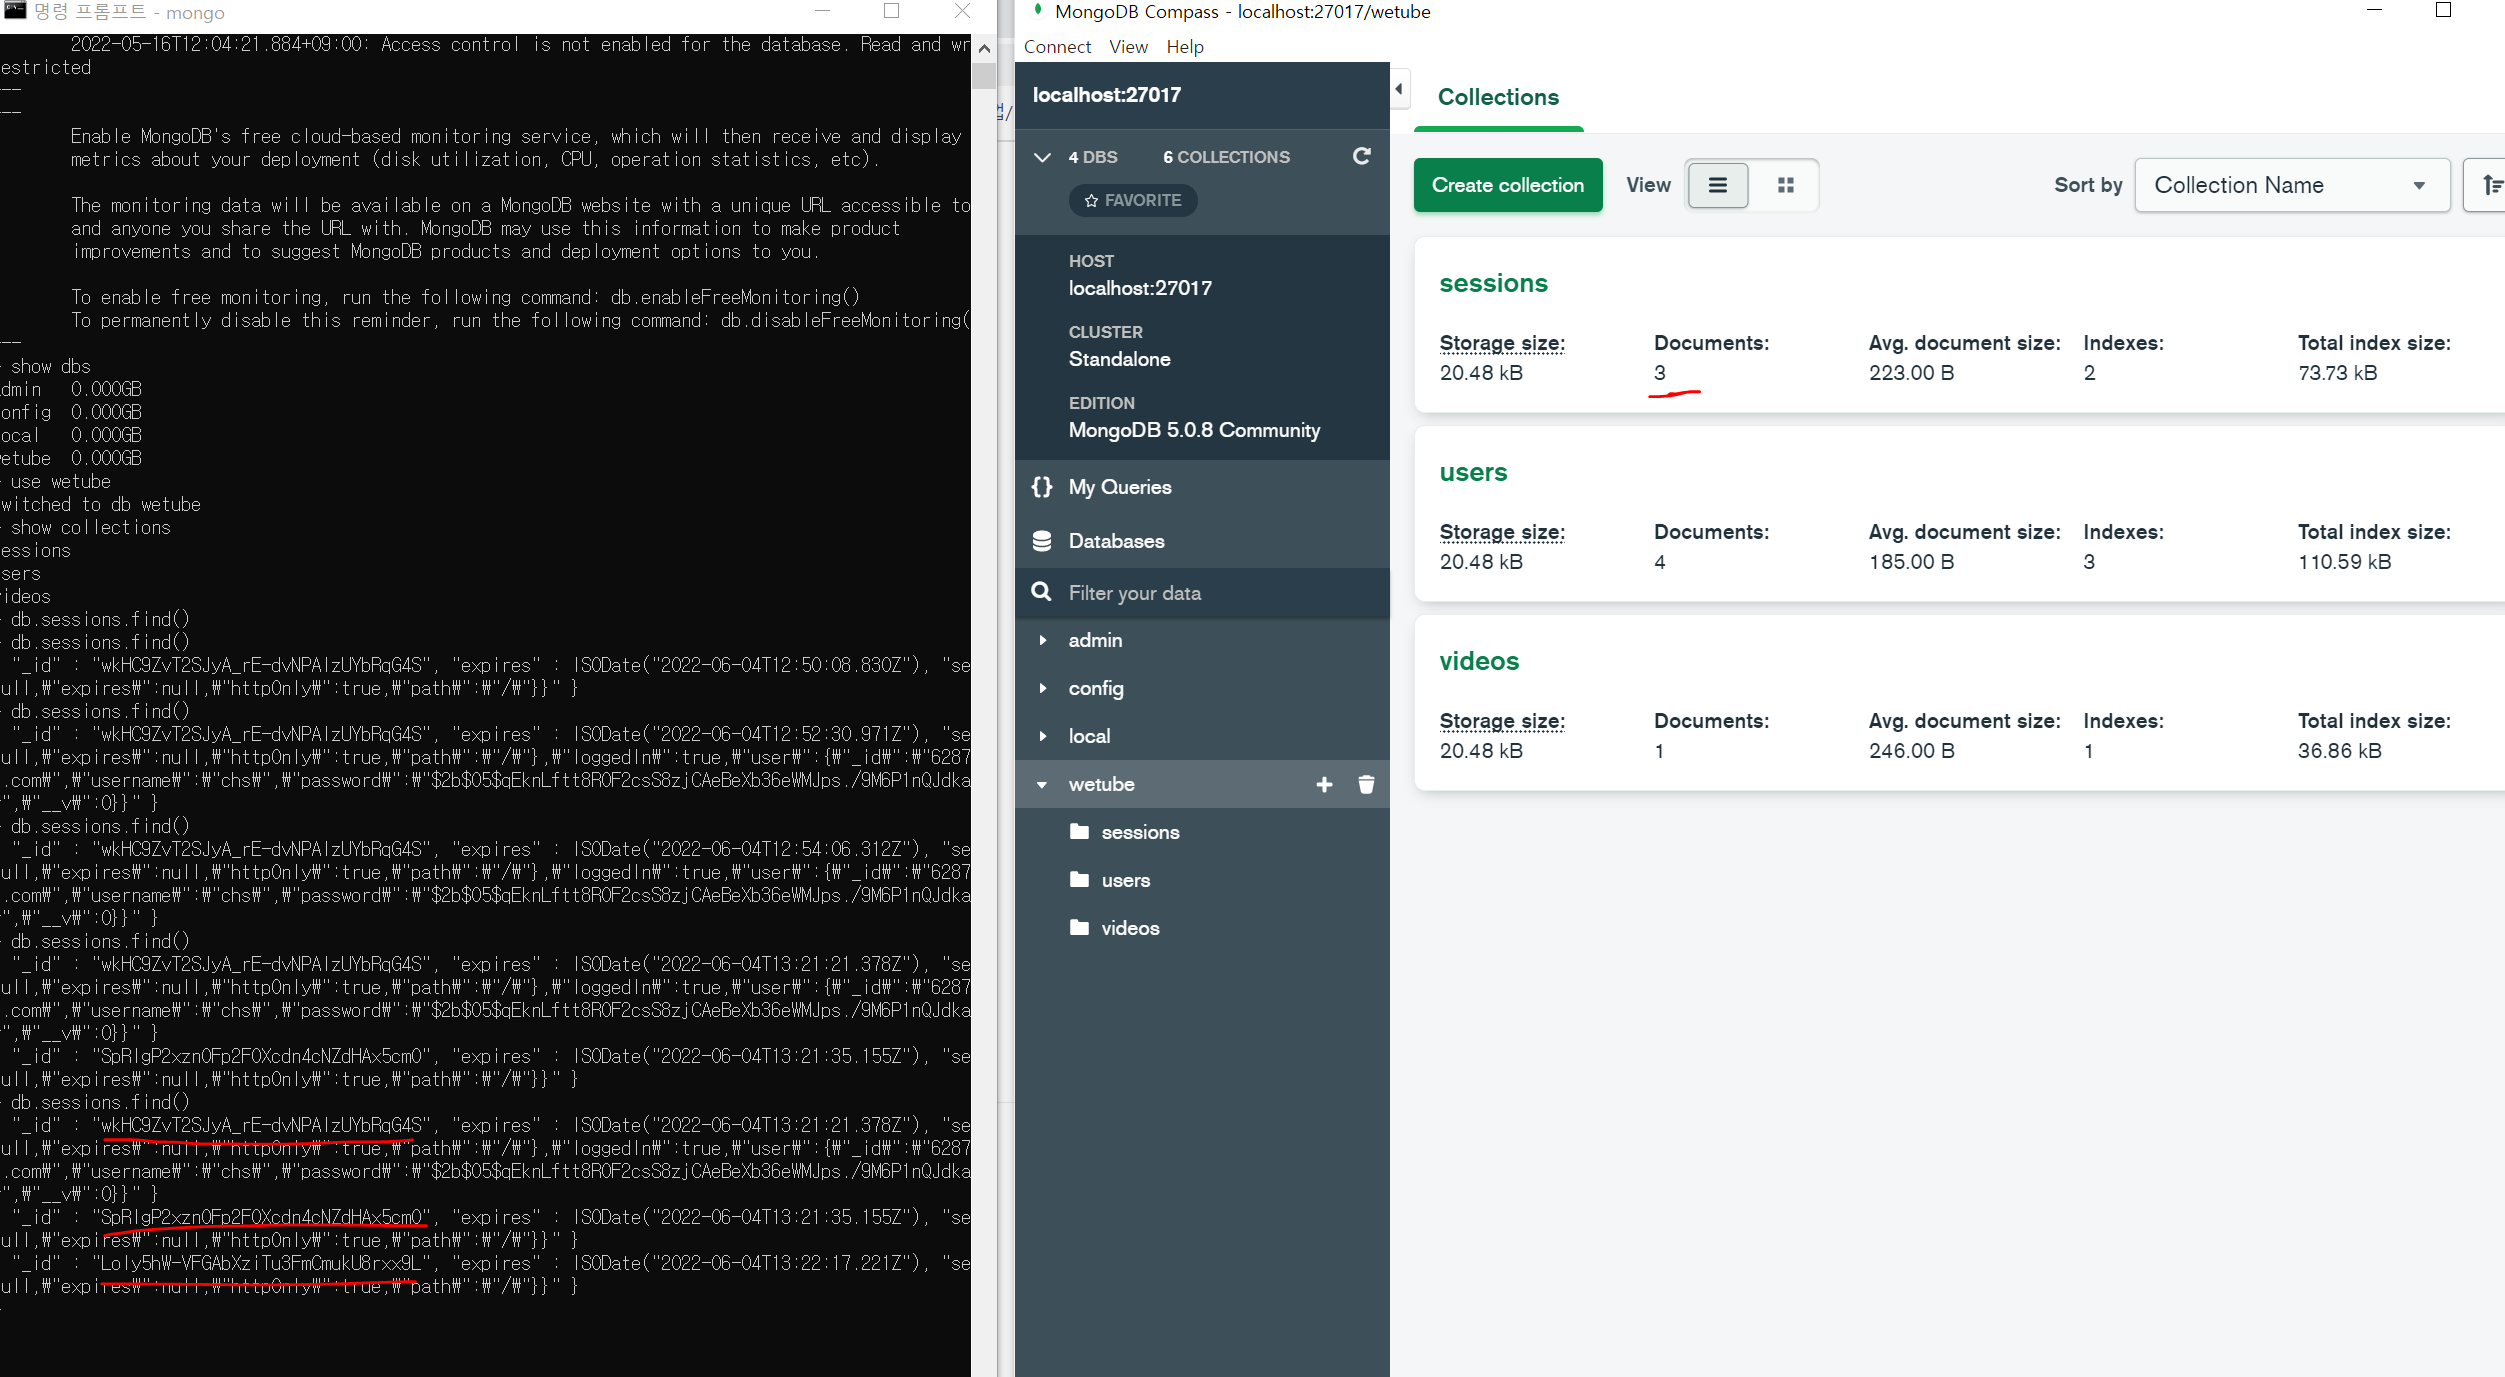 명령 프롬프트 - mongo
2022-05-16T12:04:21.884+09:00: Access control is not enabled for the database. Read and wr
estricted
---
---
Enable MongoDB's free cloud-based monitoring service, which will then receive and display
metrics about your deployment (disk utilization, CPU, operation statistics, etc).
The monitoring data will be available on a MongoDB website with a unique URL accessible to
and anyone you share the URL with. MongoDB may use this information to make product
improvements and to suggest MongoDB products and deployment options to you.
To enable free monitoring, run the following command: db.enableFreeMonitoring()
To permanently disable this reminder, run the following command: db.disableFreeMonitoring(
---
show dbs
dmin 0.000GB
onfig 0.000GB
ocal 0.000GB
etube 0.000GB
use wetube
witched to db wetube
show collections
essions
sers
ideos
db.sessions.find()
db.sessions.find()
"_id" : "wkHC9ZvT2SJyA_rE-dvNPAlzUYbRqG4S", "expires" : ISODate("2022-06-04T12:50:08.830Z"), "se
ull,₩"expires₩":null,₩"httpOnly₩":true,₩"path₩":₩"/₩"}}" }
db.sessions.find()
"_id" : "wkHC9ZvT2SJyA_rE-dvNPAlzUYbRqG4S", "expires" : ISODate("2022-06-04T12:52:30.971Z"), "se
ull,₩"expires₩":null,₩"httpOnly₩":true,₩"path₩":₩"/₩"},₩"loggedIn₩":true,₩"user₩":{₩"_id₩":₩"6287
.com₩",₩"username₩":₩"chs₩",₩"password₩":₩"$2b$05$qEknLftt8ROF2csS8zjCAeBeXb36eWMJps./9M6P1nQJdka
",₩"__v₩":0}}" }
db.sessions.find()
"_id" : "wkHC9ZvT2SJyA_rE-dvNPAlzUYbRqG4S", "expires" : ISODate("2022-06-04T12:54:06.312Z"), "se
ull,₩"expires₩":null,₩"httpOnly₩":true,₩"path₩":₩"/₩"},₩"loggedIn₩":true,₩"user₩":{₩"_id₩":₩"6287
.com₩",₩"username₩":₩"chs₩",₩"password₩":₩"$2b$05$qEknLftt8ROF2csS8zjCAeBeXb36eWMJps./9M6P1nQJdka
",₩"__v₩":0}}" }
db.sessions.find()
"_id" : "wkHC9ZvT2SJyA_rE-dvNPAlzUYbRqG4S", "expires" : ISODate("2022-06-04T13:21:21.378Z"), "se
ull,₩"expires₩":null,₩"httpOnly₩":true,₩"path₩":₩"/₩"},₩"loggedIn₩":true,₩"user₩":{₩"_id₩":₩"6287
.com₩",₩"username₩":₩"chs₩",₩"password₩":₩"$2b$05$qEknLftt8ROF2csS8zjCAeBeXb36eWMJps./9M6P1nQJdka
",₩"__v₩":0}}" }
"_id" : "SpRlgP2xznOFp2FOXcdn4cNZdHAx5cmO", "expires" : ISODate("2022-06-04T13:21:35.155Z"), "se
ull,₩"expires₩":null,₩"httpOnly₩":true,₩"path₩":₩"/₩"}}" }
db.sessions.find()
"_id" : "wkHC9ZvT2SJyA_rE-dvNPAlzUYbRqG4S", "expires" : ISODate("2022-06-04T13:21:21.378Z"), "se
ull,₩"expires₩":null,₩"httpOnly₩":true,₩"path₩":₩"/₩"},₩"loggedIn₩":true,₩"user₩":{₩"_id₩":₩"6287
.com₩",₩"username₩":₩"chs₩",₩"password₩":₩"$2b$05$qEknLftt8ROF2csS8zjCAeBeXb36eWMJps./9M6P1nQJdka
",₩"__v₩":0}}" }
"_id" : "SpRlgP2xznOFp2FOXcdn4cNZdHAx5cmO", "expires" : ISODate("2022-06-04T13:21:35.155Z"), "se
ull,₩"expires₩":null,₩"httpOnly₩":true,₩"path₩":₩"/₩"}}" }
"_id" : "Loly5hW-VFGAbXziTu3FmCmukU8rxx9L", "expires" : ISODate("2022-06-04T13:22:17.221Z"), "se
ull,₩"expires₩":null,₩"httpOnly₩":true,₩"path₩":₩"/₩"}}" }
MongoDB Compass - localhost:27017/wetube
Connect View Help
localhost:27017
4 DBS 6 COLLECTIONS
FAVORITE
HOST
localhost:27017
CLUSTER
Standalone
EDITION
MongoDB 5.0.8 Community
{} My Queries
Databases
Filter your data
admin
config
local
wetube
sessions
users
videos
Collections
Create collection View Sort by Collection Name
sessions
Storage size: Documents: Avg. document size: Indexes: Total index size:
20.48 kB 3 223.00 B 2 73.73 kB
users
Storage size: Documents: Avg. document size: Indexes: Total index size:
20.48 kB 4 185.00 B 3 110.59 kB
videos
Storage size: Documents: Avg. document size: Indexes: Total index size:
20.48 kB 1 246.00 B 1 36.86 kB